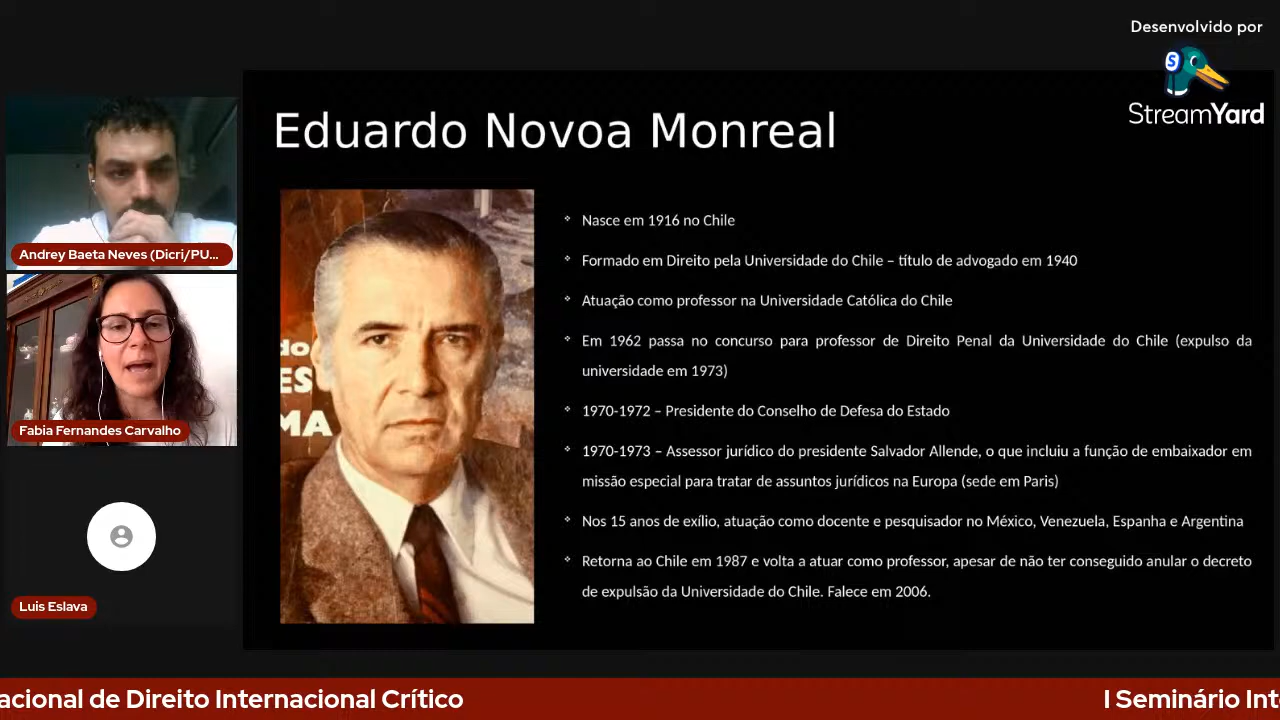 Desenvolvido por
StreamYard
Eduardo Novoa Monreal
do
ES
MA
Nasce em 1916 no Chile
Formado em Direito pela Universidade do Chile – título de advogado em 1940
Atuação como professor na Universidade Católica do Chile
Em 1962 passa no concurso para professor de Direito Penal da Universidade do Chile (expulso da
universidade em 1973)
1970-1972 – Presidente do Conselho de Defesa do Estado
1970-1973 – Assessor jurídico do presidente Salvador Allende, o que incluiu a função de embaixador em
missão especial para tratar de assuntos jurídicos na Europa (sede em Paris)
Nos 15 anos de exílio, atuação como docente e pesquisador no México, Venezuela, Espanha e Argentina
Retorna ao Chile em 1987 e volta a atuar como professor, apesar de não ter conseguido anular o decreto
de expulsão da Universidade do Chile. Falece em 2006.
Andrey Baeta Neves (Dicri/PU...
Fabia Fernandes Carvalho
Luis Eslava
acional de Direito Internacional Crítico
I Seminário Int